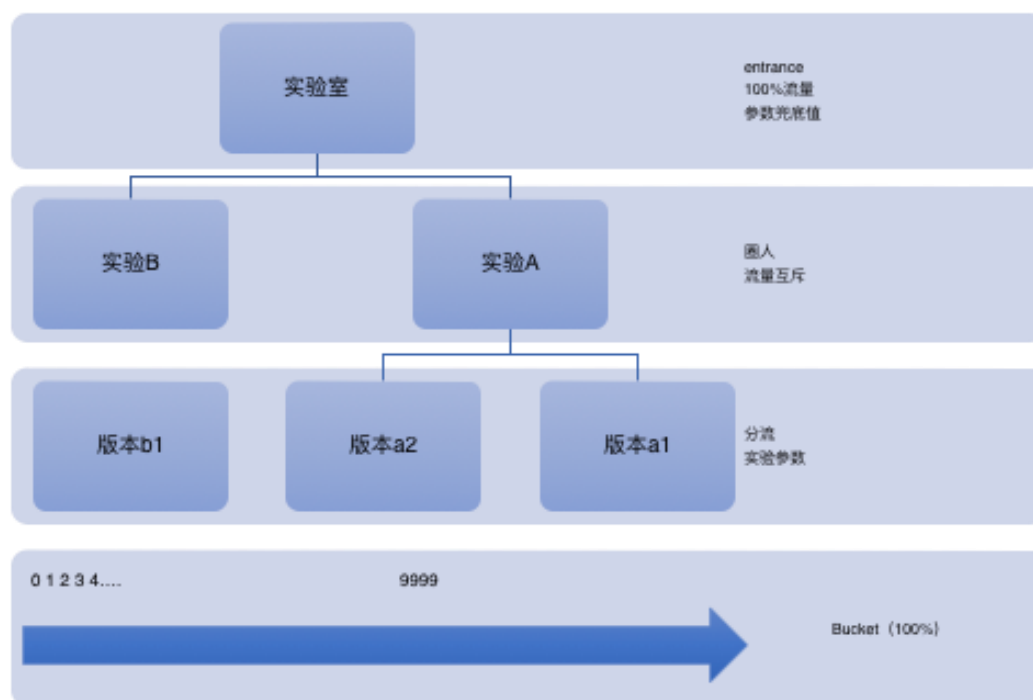 实验室
entrance
100%流量
参数兜底值
实验B
实验A
圈人
流量互斥
版本b1
版本a2
版本a1
分流
实验参数
0 1 2 3 4.... 9999
Bucket（100%）